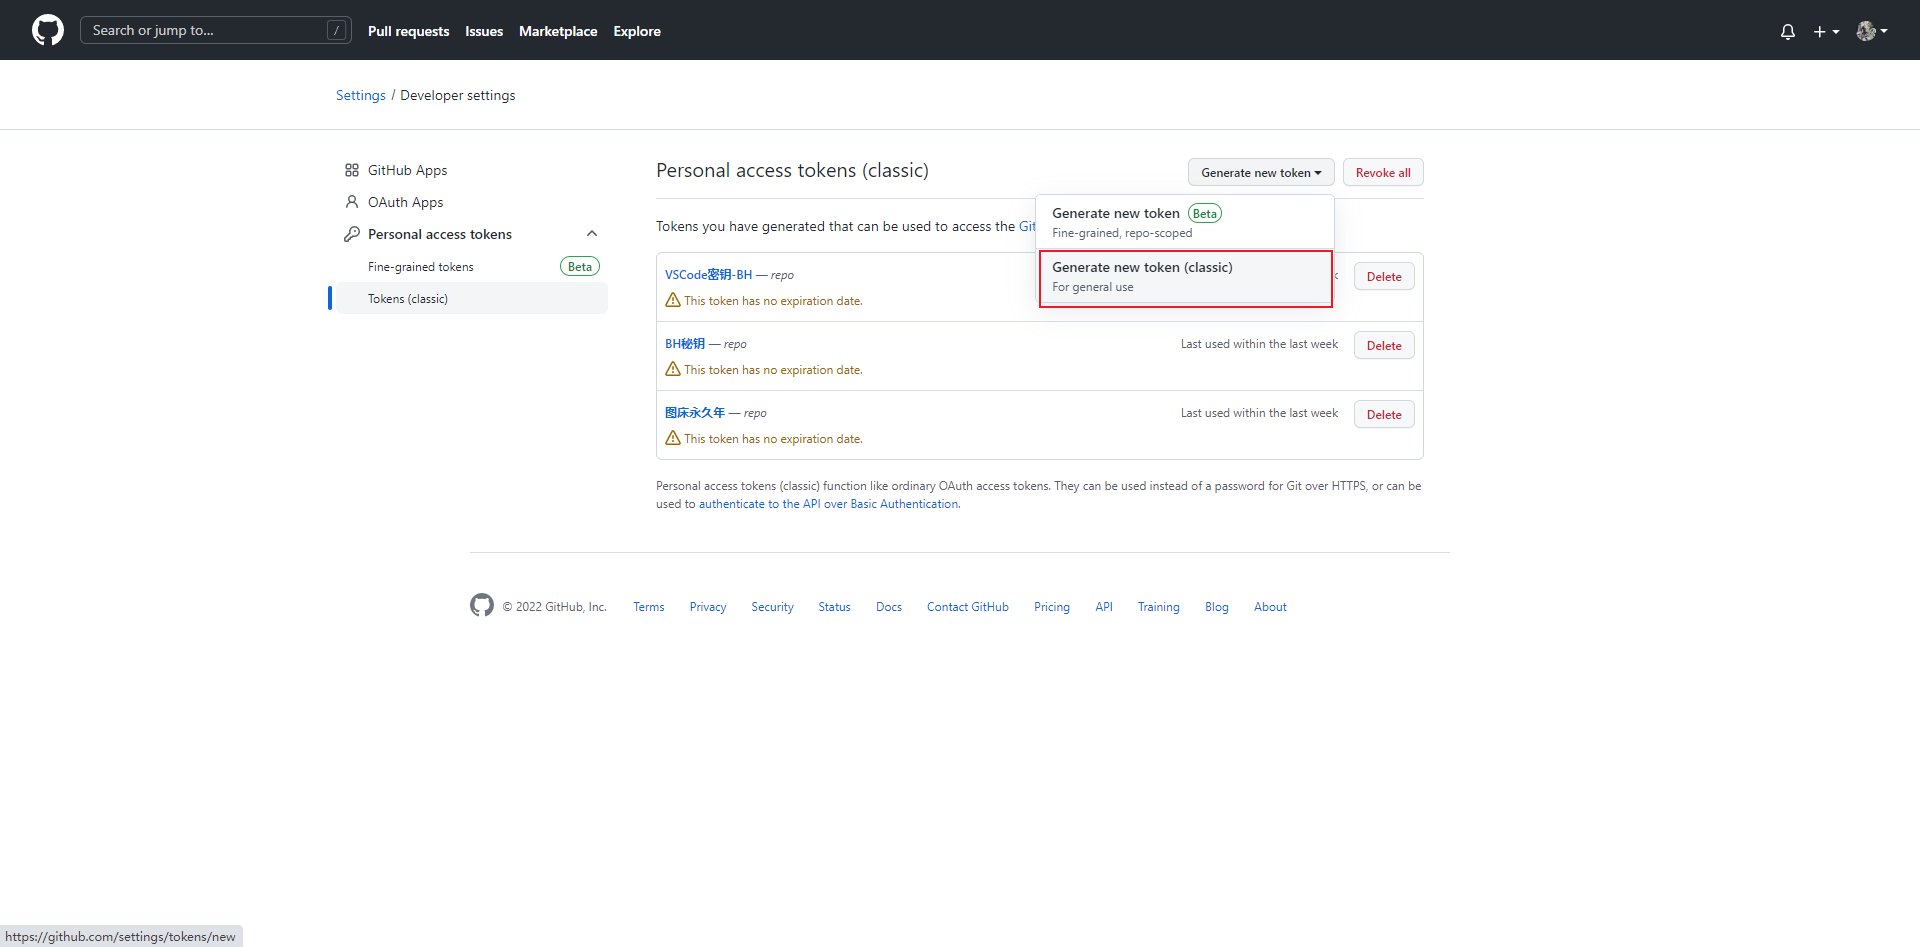 Search or jump to... /
Pull requests Issues Marketplace Explore
Settings / Developer settings
GitHub Apps
OAuth Apps
Personal access tokens
Fine-grained tokens Beta
Tokens (classic)
Personal access tokens (classic)
Generate new token
Revoke all
Generate new token Beta
Fine-grained, repo-scoped
Generate new token (classic)
For general use
Tokens you have generated that can be used to access the
VSCode密钥-BH — repo
Delete
This token has no expiration date.
BH秘钥 — repo
Last used within the last week
Delete
This token has no expiration date.
图床永久年 — repo
Last used within the last week
Delete
This token has no expiration date.
Personal access tokens (classic) function like ordinary OAuth access tokens. They can be used instead of a password for Git over HTTPS, or can be
used to authenticate to the API over Basic Authentication.
© 2022 GitHub, Inc. Terms Privacy Security Status Docs Contact GitHub Pricing API Training Blog About
https://github.com/settings/tokens/new